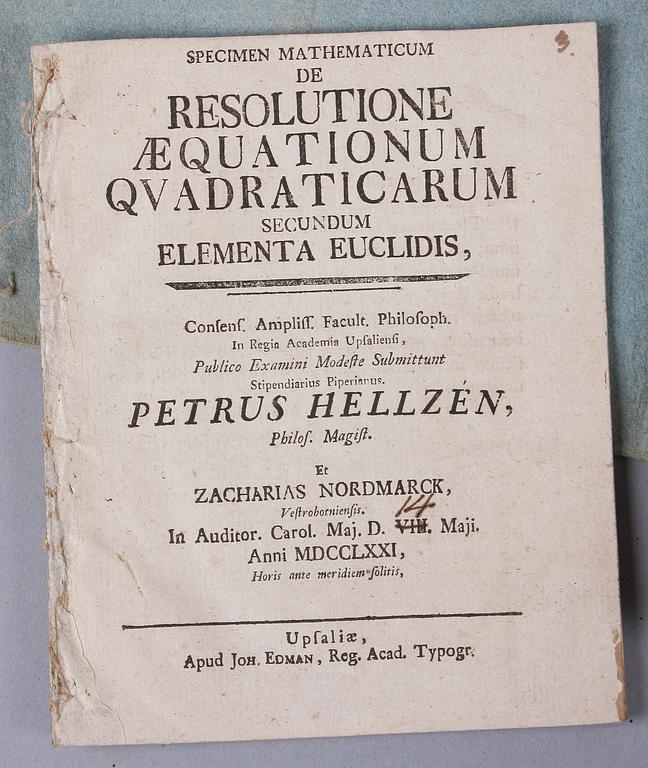 3.
SPECIMEN MATHEMATICUM
DE
RESOLUTIONE
ÆQUATIONUM
QVADRATICARUM
SECUNDUM
ELEMENTA EUCLIDIS,
Conſenſ. Ampliſſ. Facult. Philoſoph.
In Regia Academia Upſalienſi,
Publico Examini Modeſte Submittunt
Stipendiarius Piperianus.
PETRUS HELLZÉN,
Philoſ. Magiſt.
Et
ZACHARIAS NORDMARCK,
Veſtrobotnienſis.
14
In Auditor. Carol. Maj. D. VIII. Maji.
Anni MDCCLXXI,
Horis ante meridiem ſolitis,
Upſaliæ,
Apud JOH. EDMAN, Reg. Acad. Typogr.